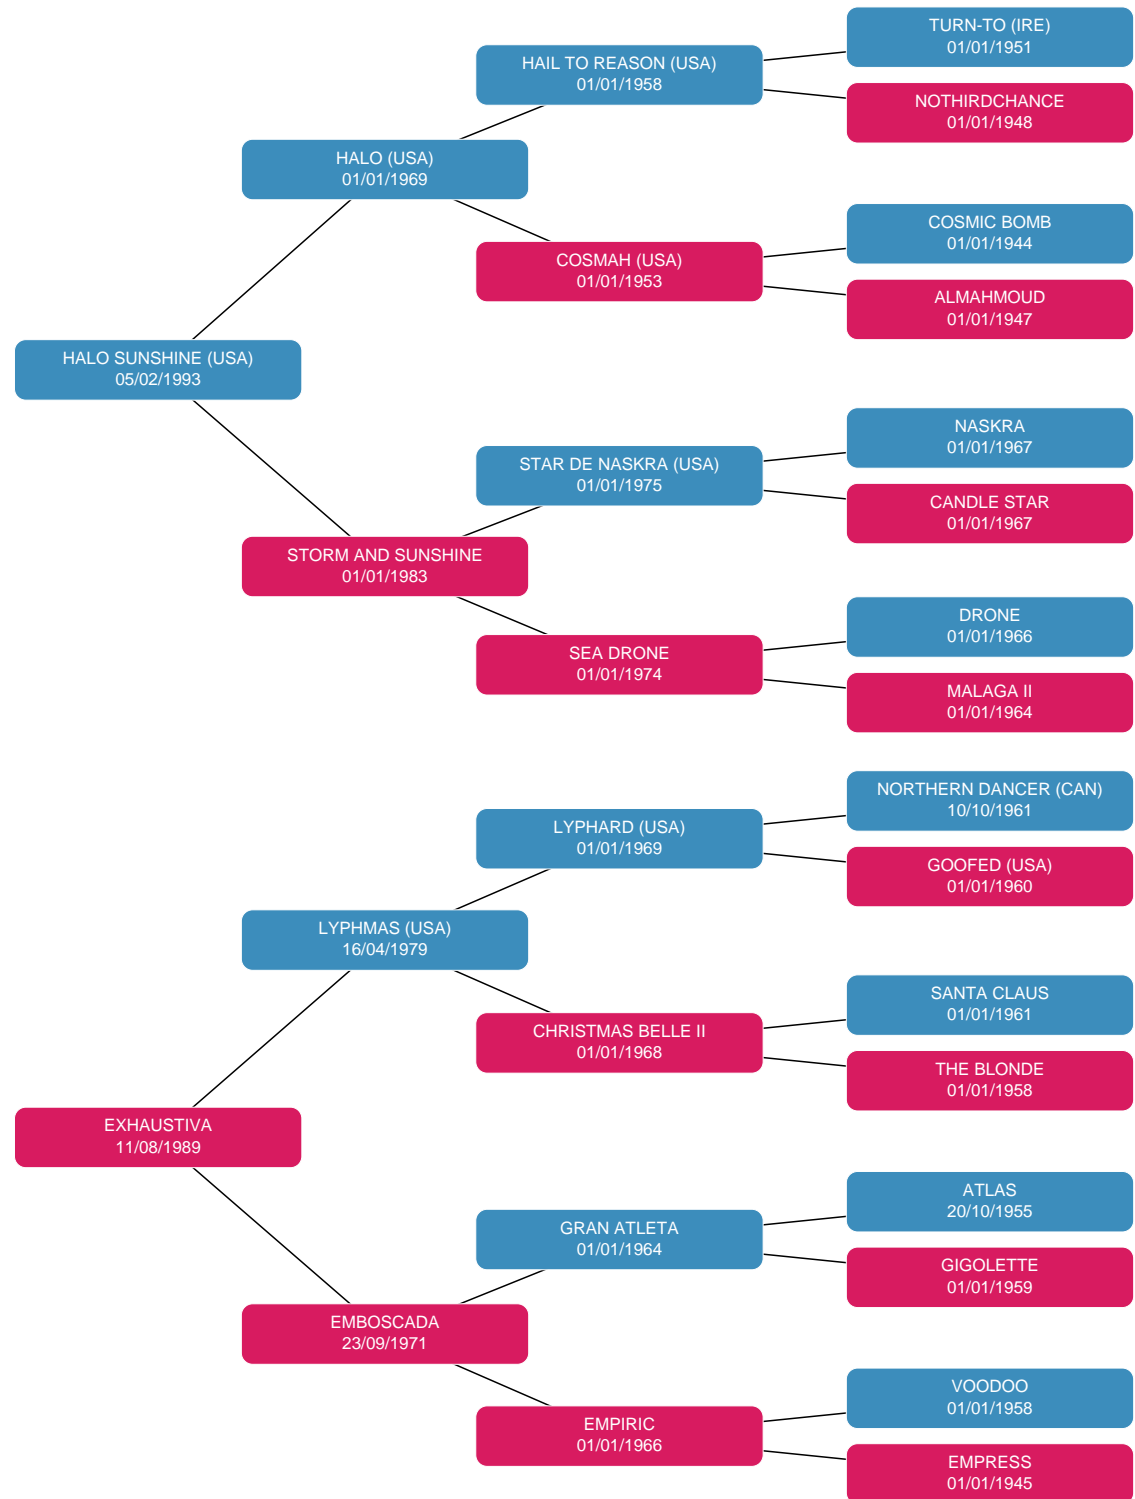 TURN-TO (IRE)
01/01/1951
HAIL TO REASON (USA)
01/01/1958
NOTHIRDCHANCE
01/01/1948
HALO (USA)
01/01/1969
COSMIC BOMB
01/01/1944
COSMAH (USA)
01/01/1953
ALMAHMOUD
01/01/1947
HALO SUNSHINE (USA)
05/02/1993
NASKRA
01/01/1967
STAR DE NASKRA (USA)
01/01/1975
CANDLE STAR
01/01/1967
STORM AND SUNSHINE
01/01/1983
DRONE
01/01/1966
SEA DRONE
01/01/1974
MALAGA II
01/01/1964
NORTHERN DANCER (CAN)
10/10/1961
LYPHARD (USA)
01/01/1969
GOOFED (USA)
01/01/1960
LYPHMAS (USA)
16/04/1979
SANTA CLAUS
01/01/1961
CHRISTMAS BELLE II
01/01/1968
THE BLONDE
01/01/1958
EXHAUSTIVA
11/08/1989
ATLAS
20/10/1955
GRAN ATLETA
01/01/1964
GIGOLETTE
01/01/1959
EMBOSCADA
23/09/1971
VOODOO
01/01/1958
EMPIRIC
01/01/1966
EMPRESS
01/01/1945